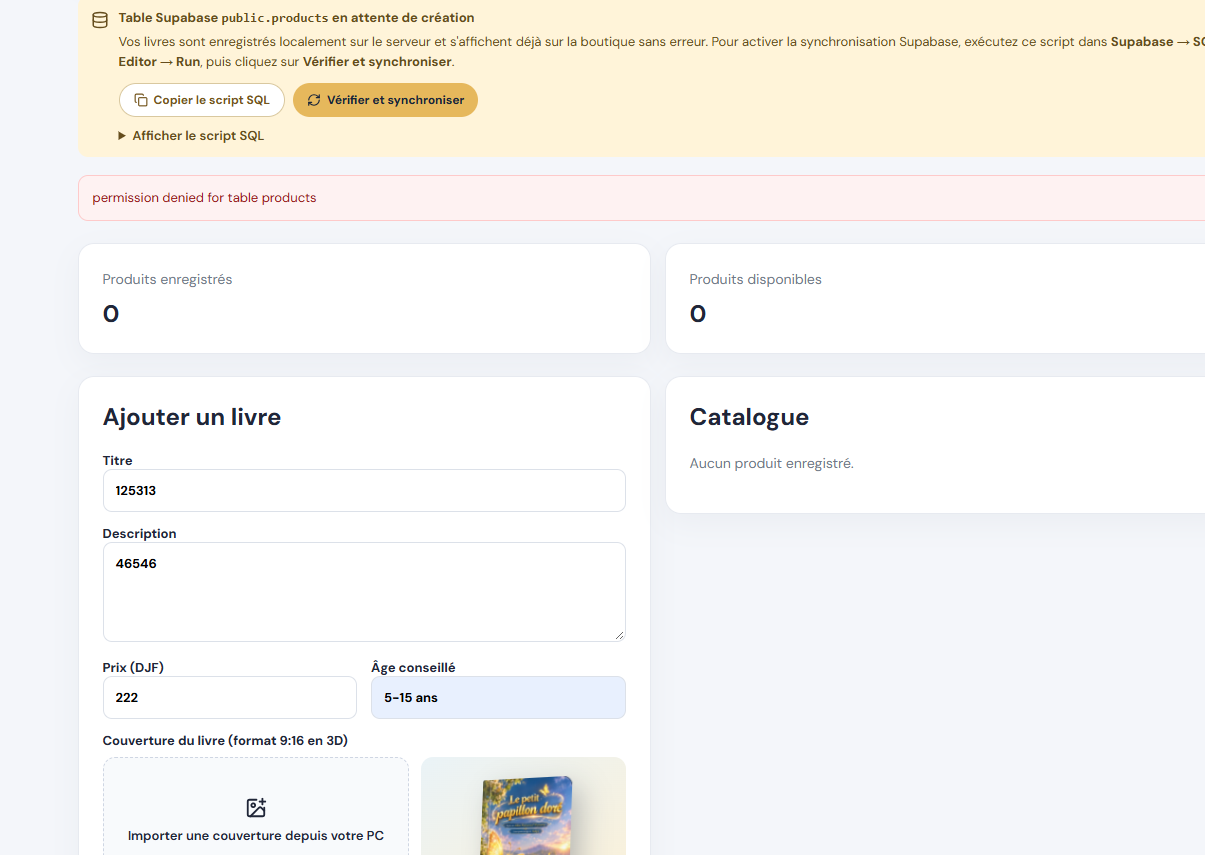 Table Supabase public.products en attente de création
Vos livres sont enregistrés localement sur le serveur et s'affichent déjà sur la boutique sans erreur. Pour activer la synchronisation Supabase, exécutez ce script dans Supabase → SQ
Editor → Run, puis cliquez sur Vérifier et synchroniser.
Copier le script SQL
Vérifier et synchroniser
Afficher le script SQL
permission denied for table products
Produits enregistrés
0
Produits disponibles
0
Ajouter un livre
Titre
125313
Description
46546
Prix (DJF)
222
Âge conseillé
5-15 ans
Couverture du livre (format 9:16 en 3D)
Importer une couverture depuis votre PC
Le petit
papillon doré
Catalogue
Aucun produit enregistré.